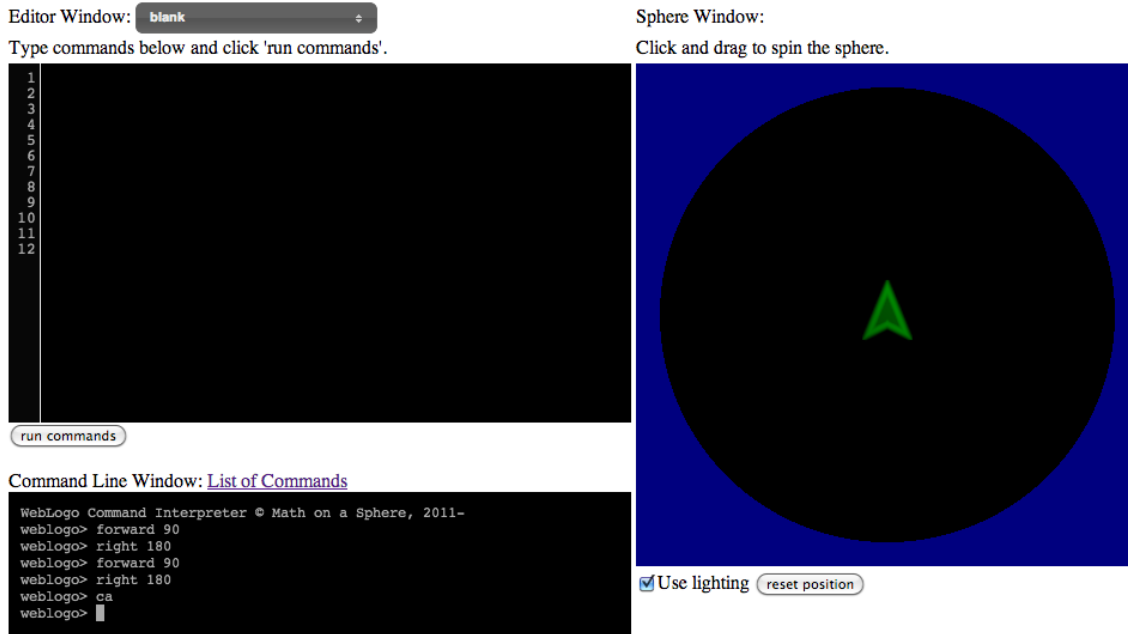 Editor Window: blank
Type commands below and click 'run commands'.
1
2
3
4
5
6
7
8
9
10
11
12
run commands
Command Line Window: List of Commands
WebLogo Command Interpreter © Math on a Sphere, 2011-
weblogo> forward 90
weblogo> right 180
weblogo> forward 90
weblogo> right 180
weblogo> ca
weblogo>
Sphere Window:
Click and drag to spin the sphere.
Use lighting reset position